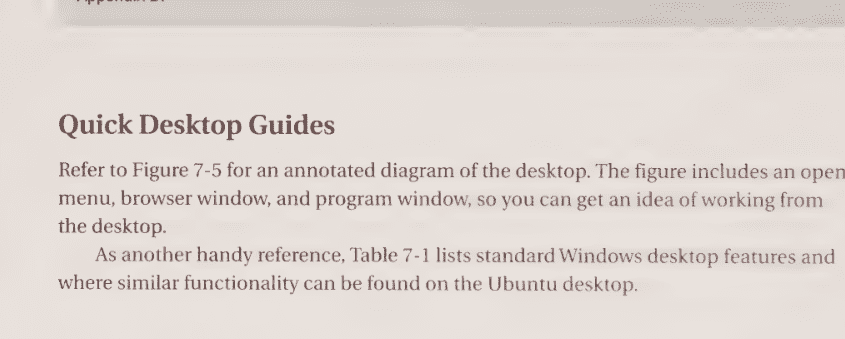 Quick Desktop Guides
Refer to Figure 7-5 for an annotated diagram of the desktop. The figure includes an open
menu, browser window, and program window, so you can get an idea of working from
the desktop.
As another handy reference, Table 7-1 lists standard Windows desktop features and
where similar functionality can be found on the Ubuntu desktop.